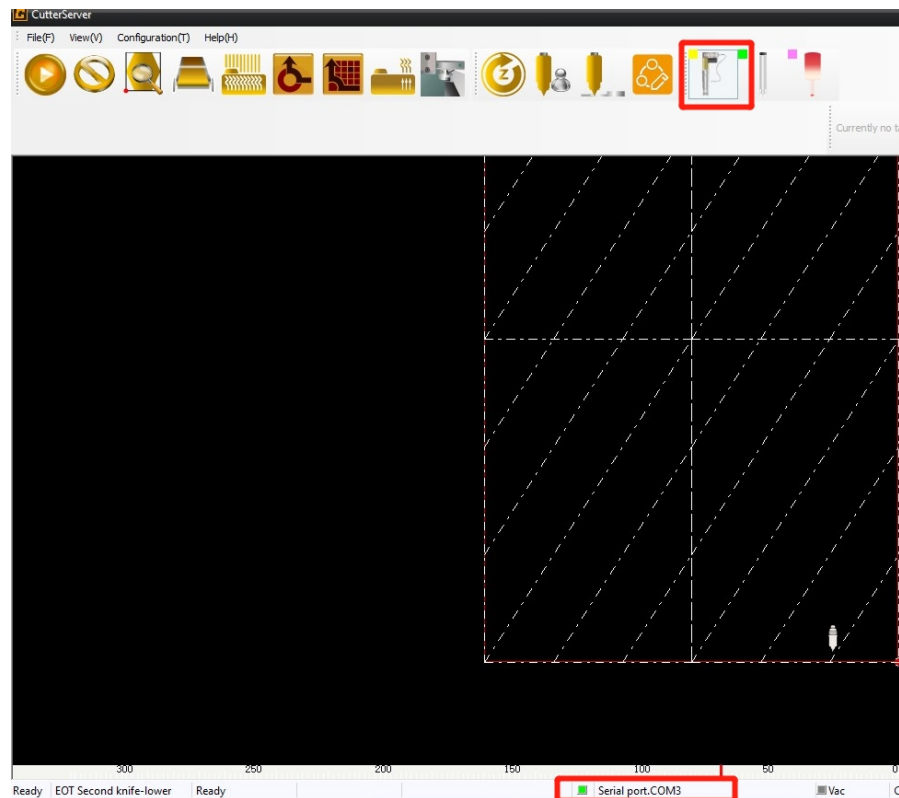 CutterServer
File(F) View(V) Configuration(T) Help(H)
Z
Currently no
300 250 200 150 100 50 0
Ready EOT Second knife-lower Ready Serial port.COM3 Vac